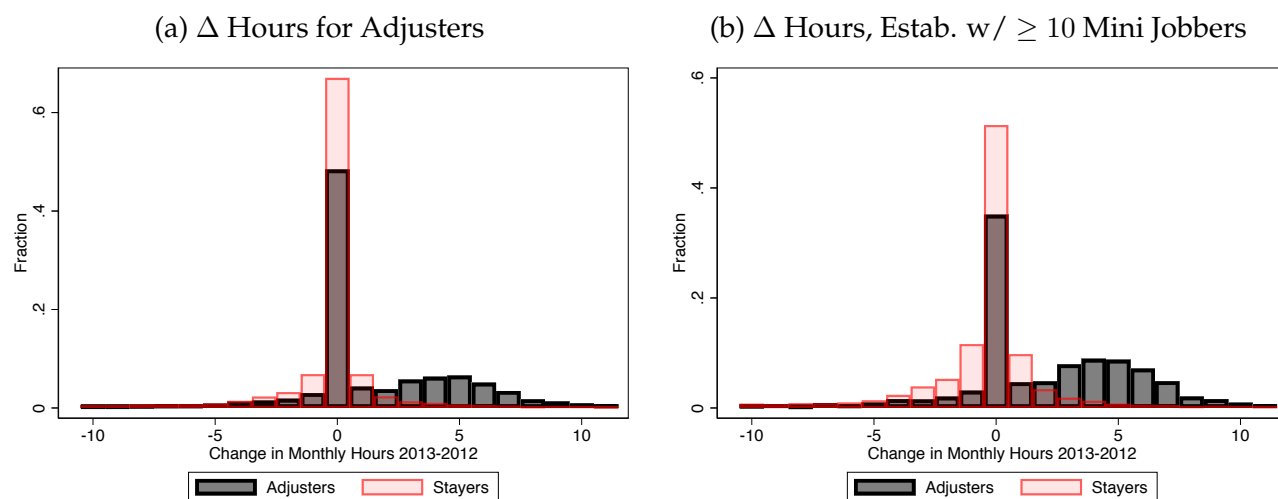 (a) Δ Hours for Adjusters
.6
.4
.2
0
Fraction
-10 -5 0 5 10
Change in Monthly Hours 2013-2012
Adjusters Stayers
(b) Δ Hours, Estab. w/ ≥ 10 Mini Jobbers
.6
.4
.2
0
Fraction
-10 -5 0 5 10
Change in Monthly Hours 2013-2012
Adjusters Stayers